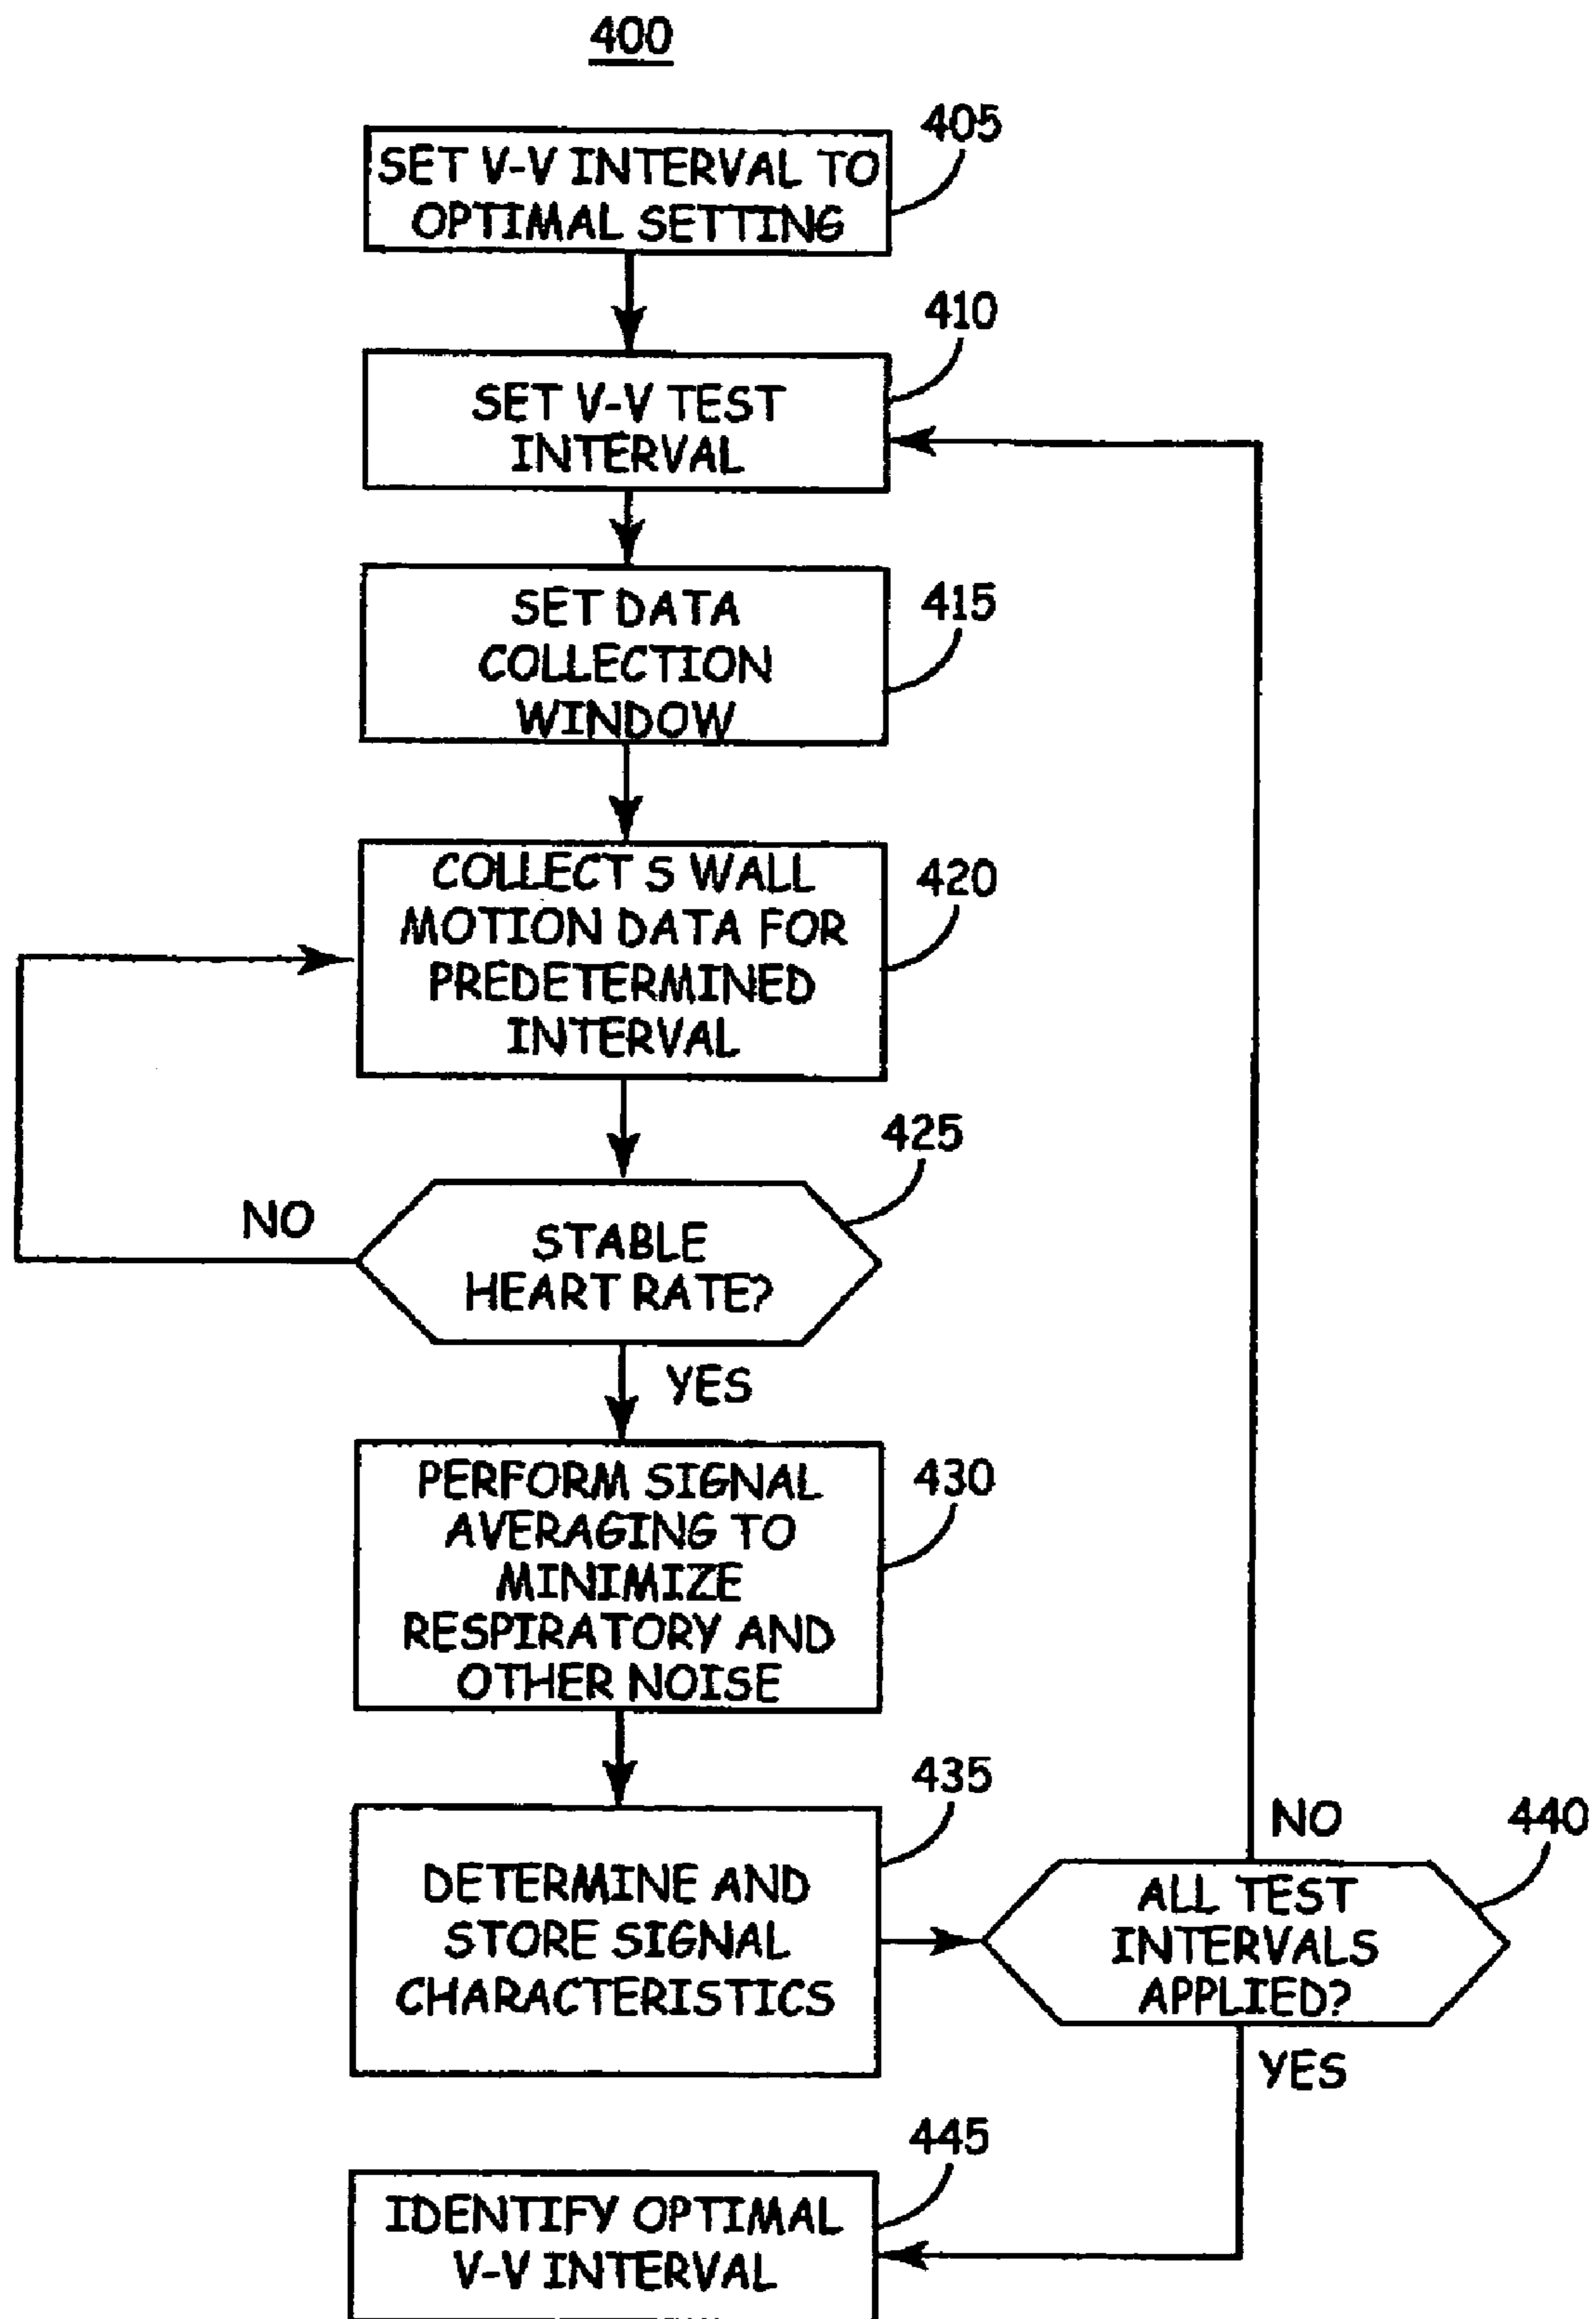 400
405
SET V-V INTERVAL TO
OPTIMAL SETTING
410
SET V-V TEST
INTERVAL
415
SET DATA
COLLECTION
WINDOW
420
COLLECT S WALL
MOTION DATA FOR
PREDETERMINED
INTERVAL
425
NO
STABLE
HEART RATE?
YES
430
PERFORM SIGNAL
AVERAGING TO
MINIMIZE
RESPIRATORY AND
OTHER NOISE
435
DETERMINE AND
STORE SIGNAL
CHARACTERISTICS
NO
440
ALL TEST
INTERVALS
APPLIED?
YES
445
IDENTIFY OPTIMAL
V-V INTERVAL